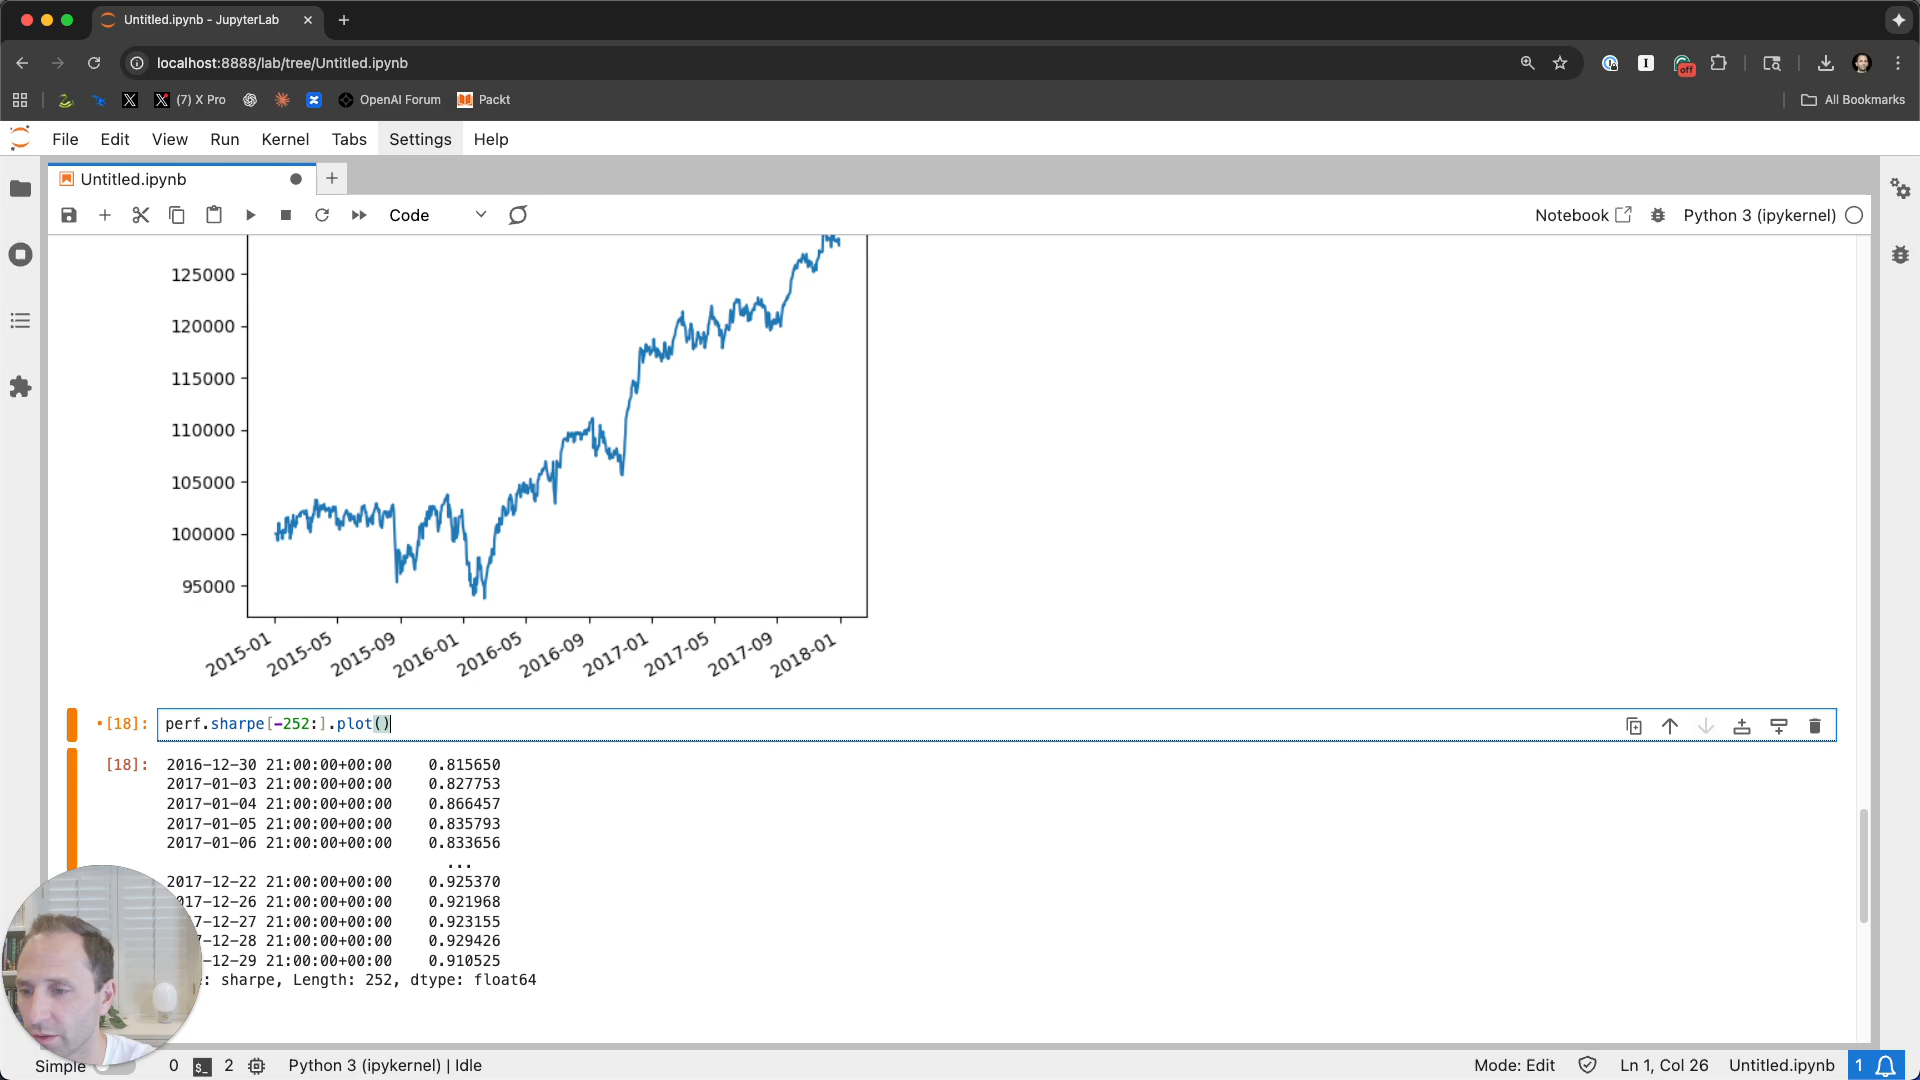 Untitled.ipynb - JupyterLab
localhost:8888/lab/tree/Untitled.ipynb
off
(7) X Pro
OpenAI Forum
Packt
All Bookmarks
File Edit View Run Kernel Tabs Settings Help
Untitled.ipynb
Code
Notebook
Python 3 (ipykernel)
125000
120000
115000
110000
105000
100000
95000
2015-01 2015-05 2015-09 2016-01 2016-05 2016-09 2017-01 2017-05 2017-09 2018-01
•[18]: perf.sharpe[-252:].plot()
[18]: 2016-12-30 21:00:00+00:00 0.815650
2017-01-03 21:00:00+00:00 0.827753
2017-01-04 21:00:00+00:00 0.866457
2017-01-05 21:00:00+00:00 0.835793
2017-01-06 21:00:00+00:00 0.833656
...
2017-12-22 21:00:00+00:00 0.925370
017-12-26 21:00:00+00:00 0.921968
7-12-27 21:00:00+00:00 0.923155
-12-28 21:00:00+00:00 0.929426
-12-29 21:00:00+00:00 0.910525
: sharpe, Length: 252, dtype: float64
Simple 0 $_ 2 Python 3 (ipykernel) | Idle Mode: Edit Ln 1, Col 26 Untitled.ipynb 1